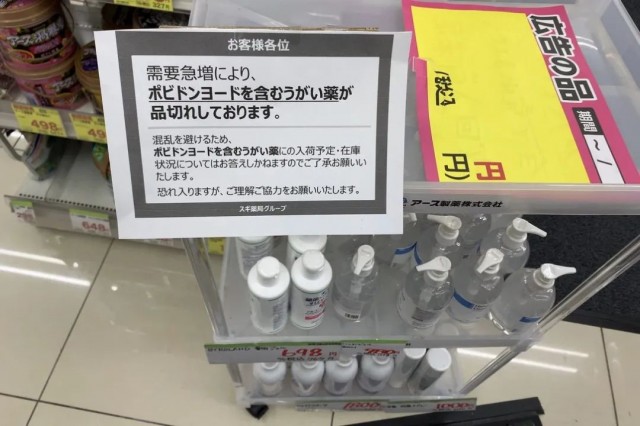 お客様各位
需要急増により、
ポビドンヨードを含むうがい薬が
品切れしております。
混乱を避けるため、
ポビドンヨードを含むうがい薬にの入荷予定・在庫
状況についてはお答えしかねますのでご了承お願い
いたします。
恐れ入りますが、ご理解ご協力をお願いいたします。
スギ薬局グループ
広告の品
期間 ~ /
円
円)
アース製薬株式会社
498
498
648
698 円